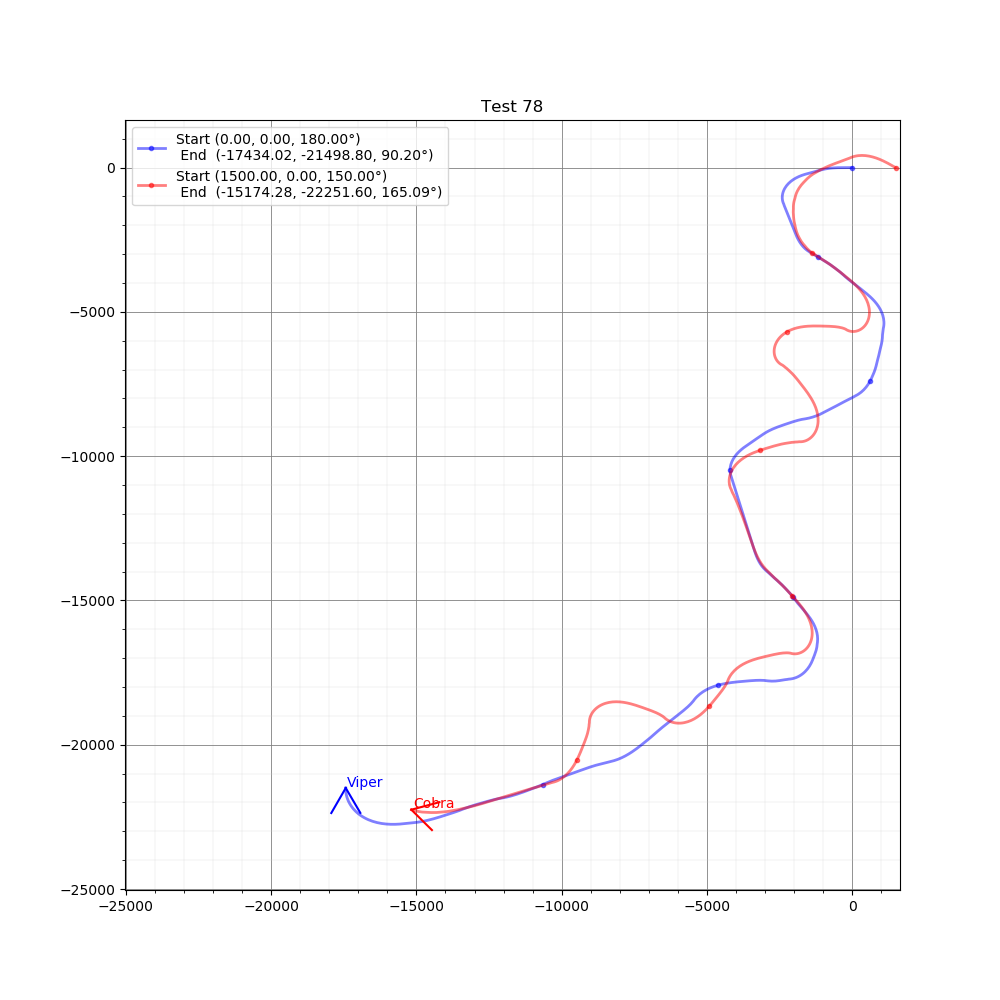 Test 78
Start (0.00, 0.00, 180.00°)
End (-17434.02, -21498.80, 90.20°)
Start (1500.00, 0.00, 150.00°)
End (-15174.28, -22251.60, 165.09°)
0
−5000
−10000
−15000
−20000
−25000
Viper
Cobra
−25000 −20000 −15000 −10000 −5000 0